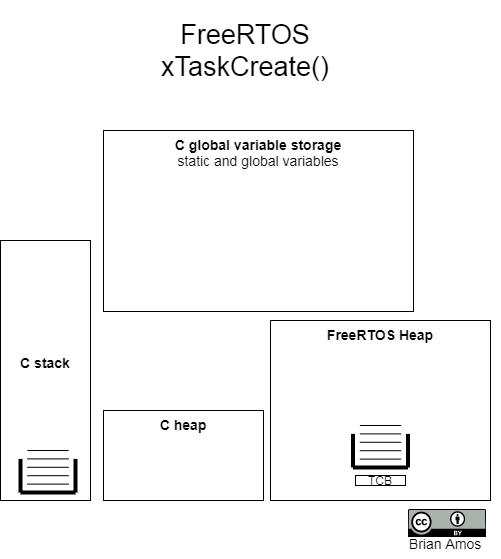 FreeRTOS
xTaskCreate()
C global variable storage
static and global variables
C stack
FreeRTOS Heap
C heap
TCB
cc
BY
Brian Amos